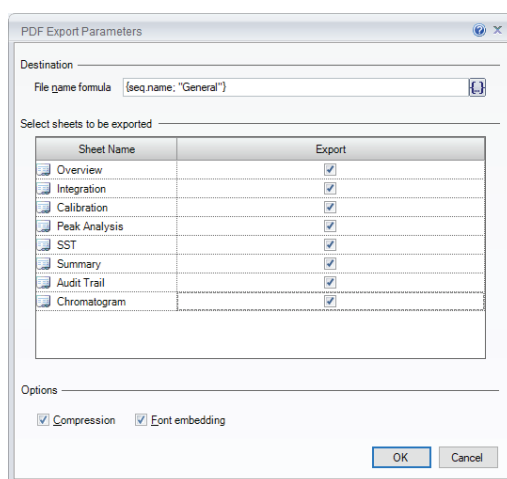 PDF Export Parameters
Destination
File name formula {seq.name; "General"} {..}
Select sheets to be exported
Sheet Name Export
Overview
Integration
Calibration
Peak Analysis
SST
Summary
Audit Trail
Chromatogram
Options
Compression Font embedding
OK Cancel